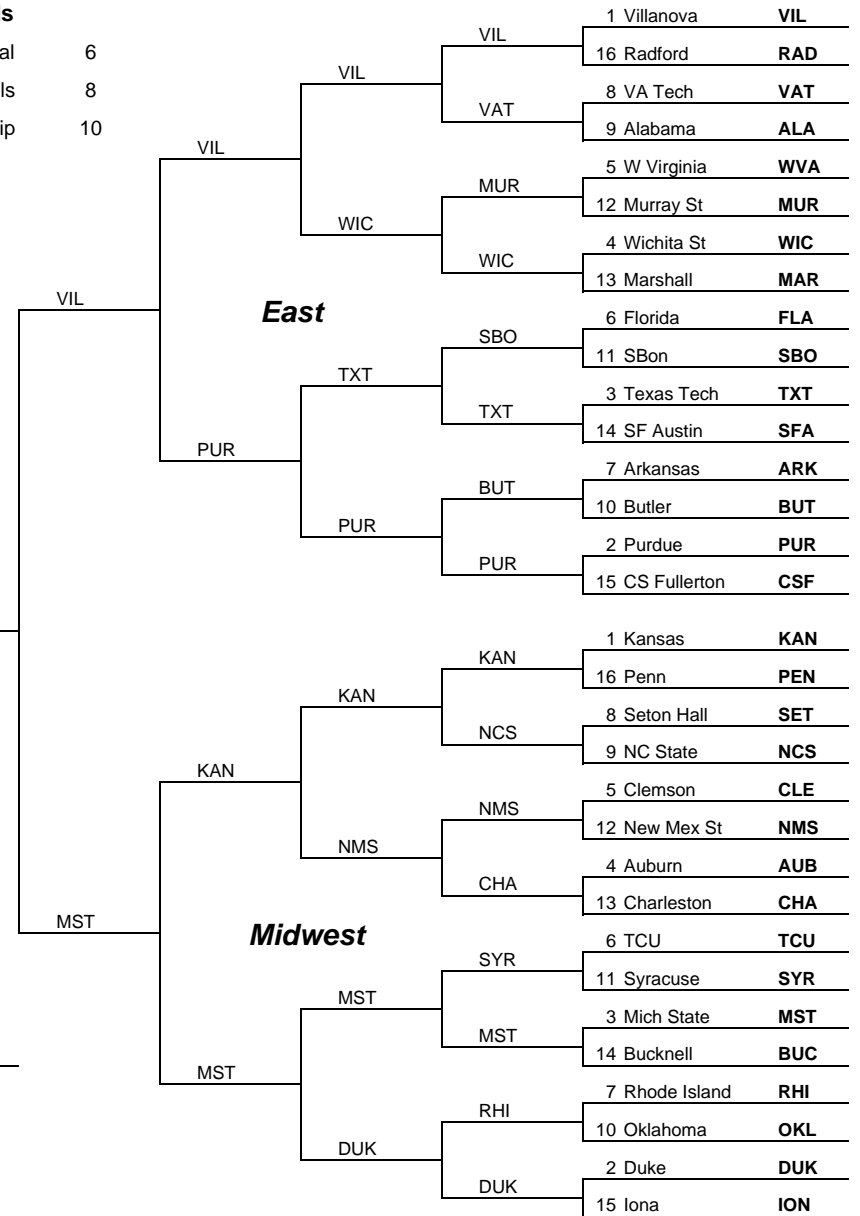 ls
al 6
ls 8
ip 10
1 Villanova VIL
VIL
16 Radford RAD
VIL
8 VA Tech VAT
VAT
9 Alabama ALA
VIL
5 W Virginia WVA
MUR
12 Murray St MUR
WIC
4 Wichita St WIC
WIC
13 Marshall MAR
VIL
East
6 Florida FLA
SBO
11 SBon SBO
TXT
3 Texas Tech TXT
TXT
14 SF Austin SFA
PUR
7 Arkansas ARK
BUT
10 Butler BUT
PUR
2 Purdue PUR
PUR
15 CS Fullerton CSF
1 Kansas KAN
KAN
16 Penn PEN
KAN
8 Seton Hall SET
NCS
9 NC State NCS
KAN
5 Clemson CLE
NMS
12 New Mex St NMS
NMS
4 Auburn AUB
CHA
13 Charleston CHA
MST
Midwest
6 TCU TCU
SYR
11 Syracuse SYR
MST
3 Mich State MST
MST
14 Bucknell BUC
MST
7 Rhode Island RHI
RHI
10 Oklahoma OKL
DUK
2 Duke DUK
DUK
15 Iona ION